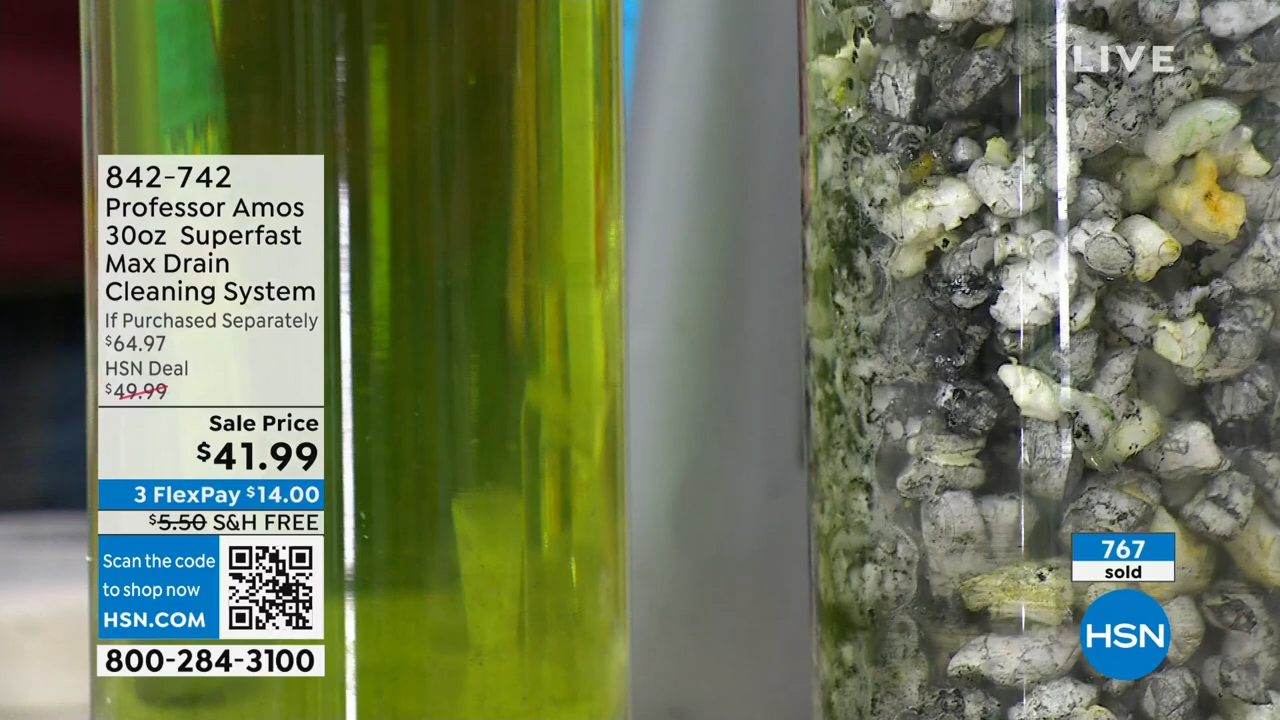 LIVE
842-742
Professor Amos
30oz Superfast
Max Drain
Cleaning System
If Purchased Separately
$64.97
HSN Deal
$49.99
Sale Price
$41.99
3 FlexPay $14.00
$5.50 S&H FREE
Scan the code
to shop now
HSN.COM
800-284-3100
767
sold
HSN